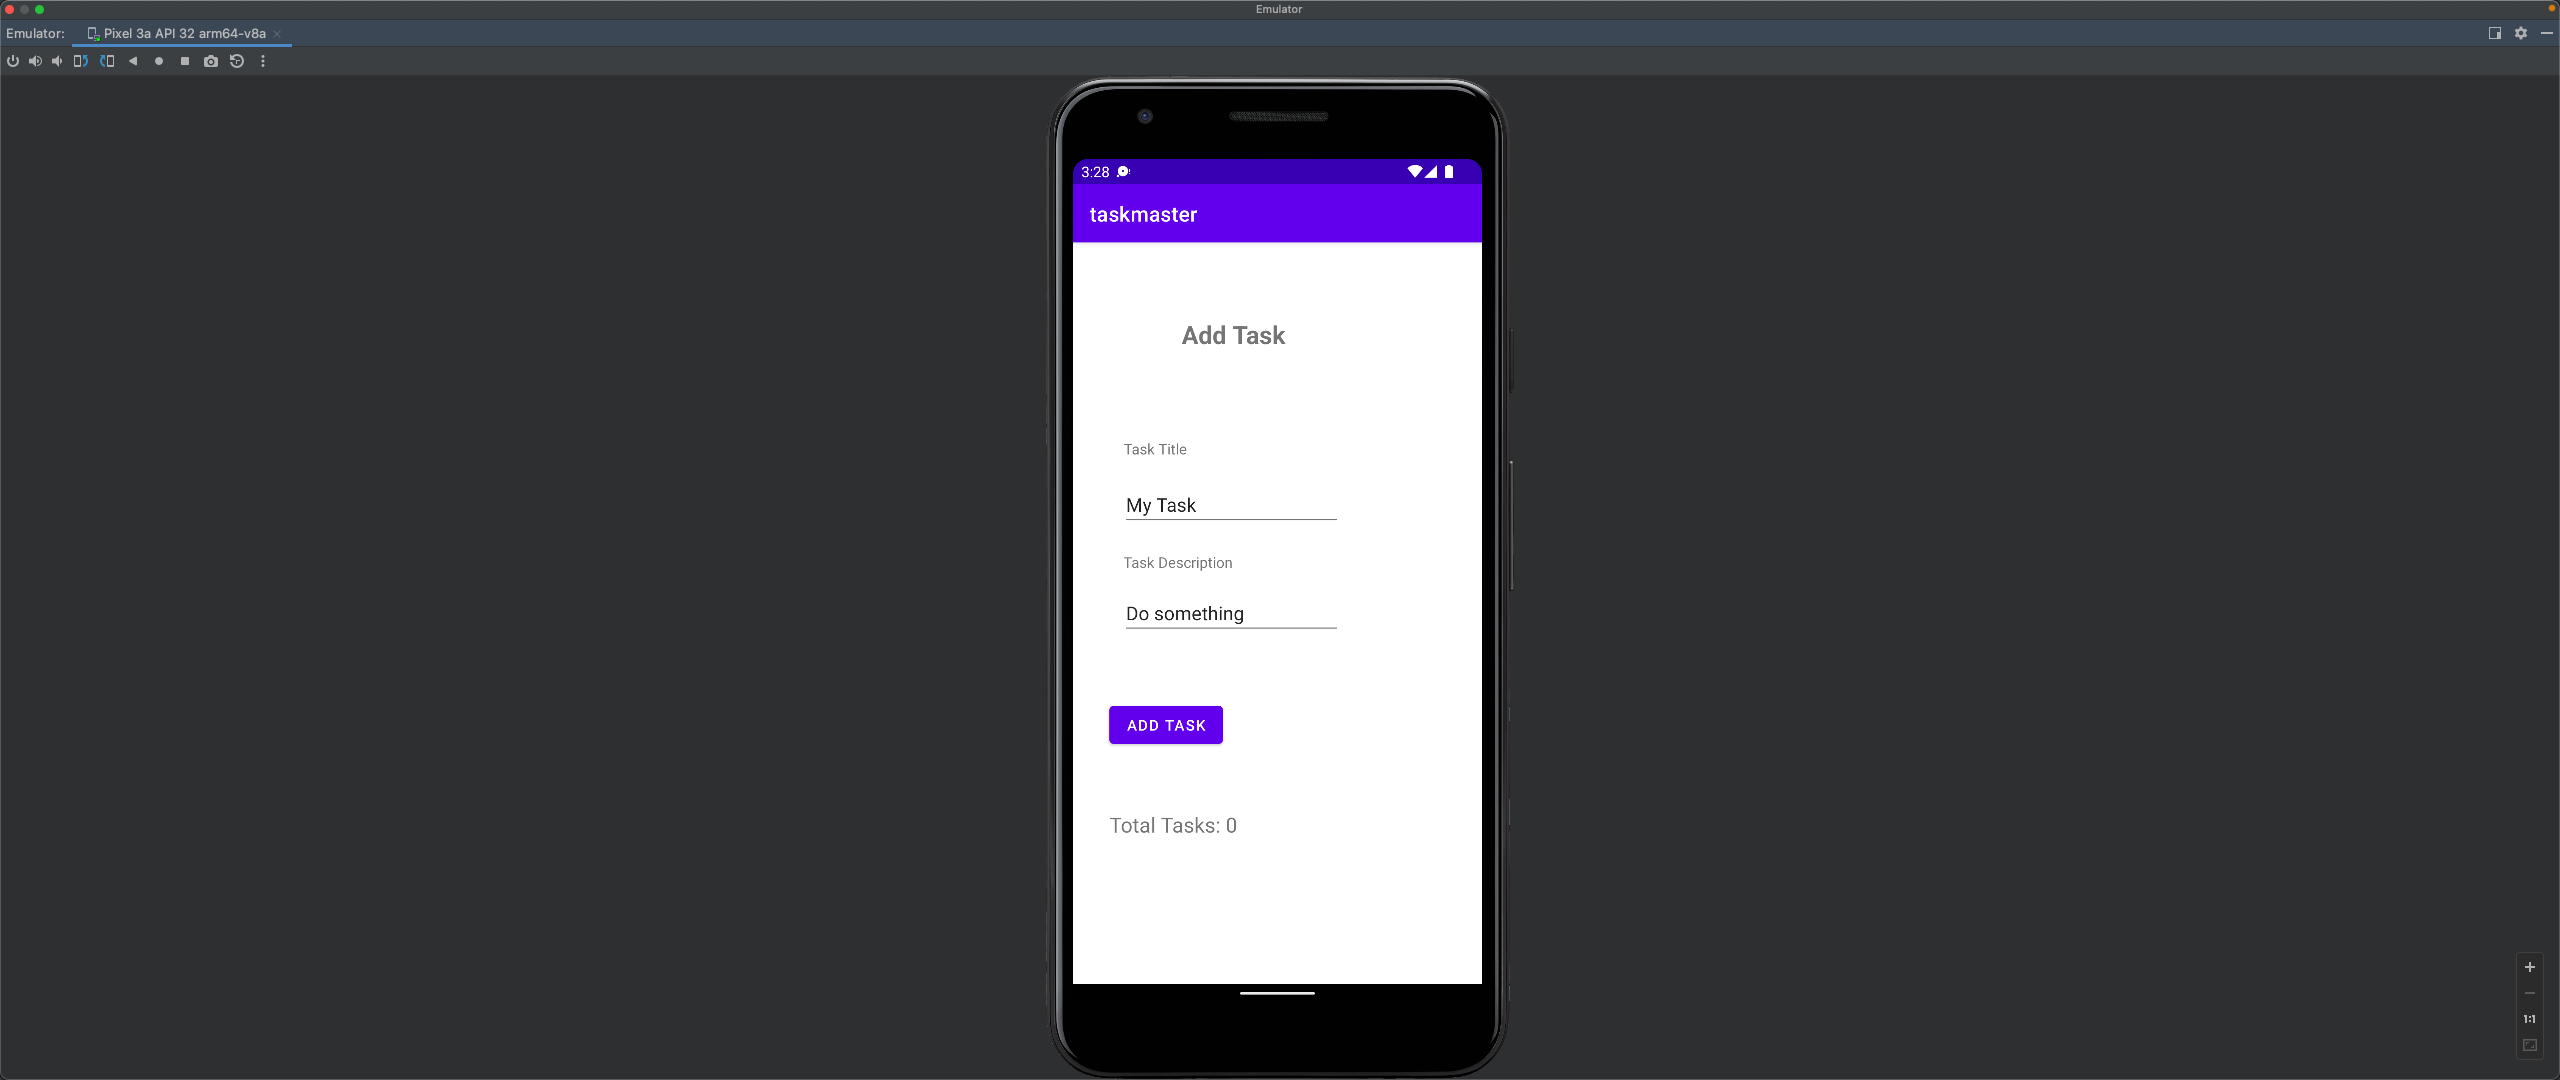 Emulator
Emulator: Pixel 3a API 32 arm64-v8a
3:28
taskmaster
Add Task
Task Title
My Task
Task Description
Do something
ADD TASK
Total Tasks: 0
1:1